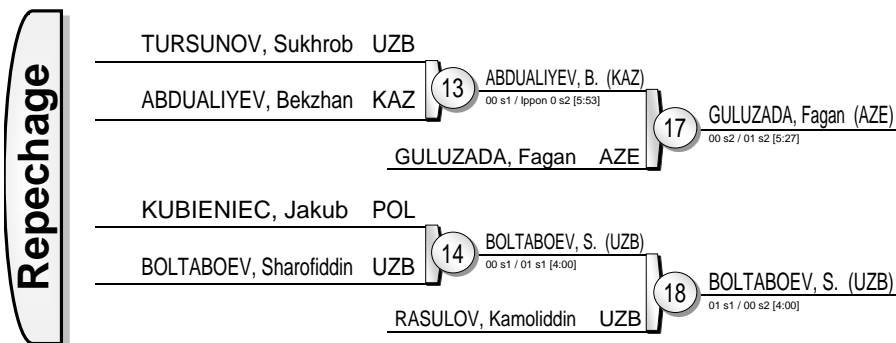 Repechage
TURSUNOV, Sukhrob UZB
ABDUALIYEV, Bekzhan KAZ
13
ABDUALIYEV, B. (KAZ)
00 s1 / Ippon 0 s2 [5:53]
GULUZADA, Fagan AZE
17
GULUZADA, Fagan (AZE)
00 s2 / 01 s2 [5:27]
KUBIENIEC, Jakub POL
BOLTABOEV, Sharofiddin UZB
14
BOLTABOEV, S. (UZB)
00 s1 / 01 s1 [4:00]
RASULOV, Kamoliddin UZB
18
BOLTABOEV, S. (UZB)
01 s1 / 00 s2 [4:00]